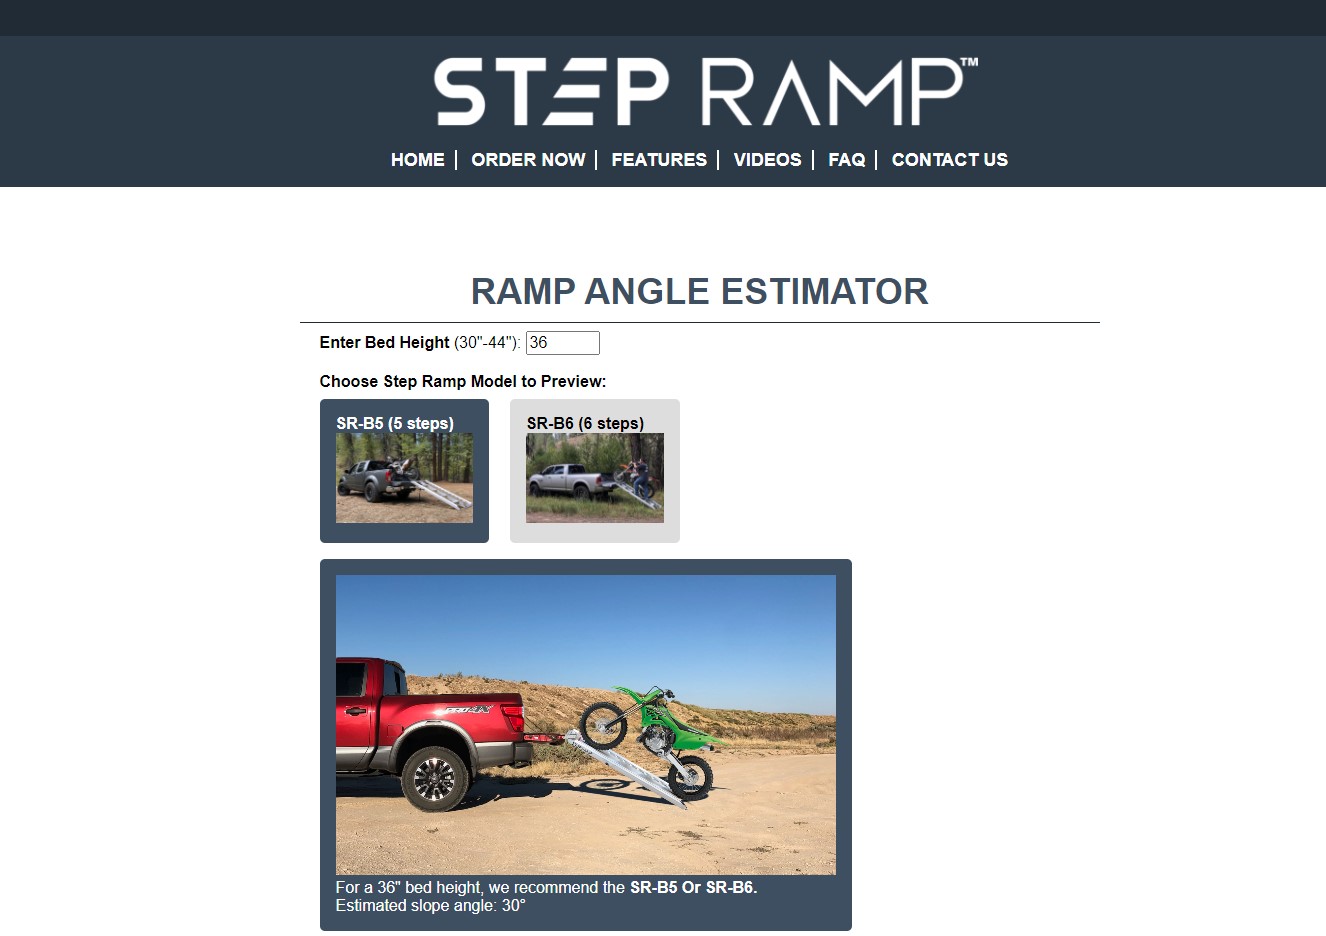 STEP RAMP™
HOME | ORDER NOW | FEATURES | VIDEOS | FAQ | CONTACT US
RAMP ANGLE ESTIMATOR
Enter Bed Height (30"-44"): 36
Choose Step Ramp Model to Preview:
SR-B5 (5 steps) SR-B6 (6 steps)
PRO-4X
For a 36" bed height, we recommend the SR-B5 Or SR-B6.
Estimated slope angle: 30°